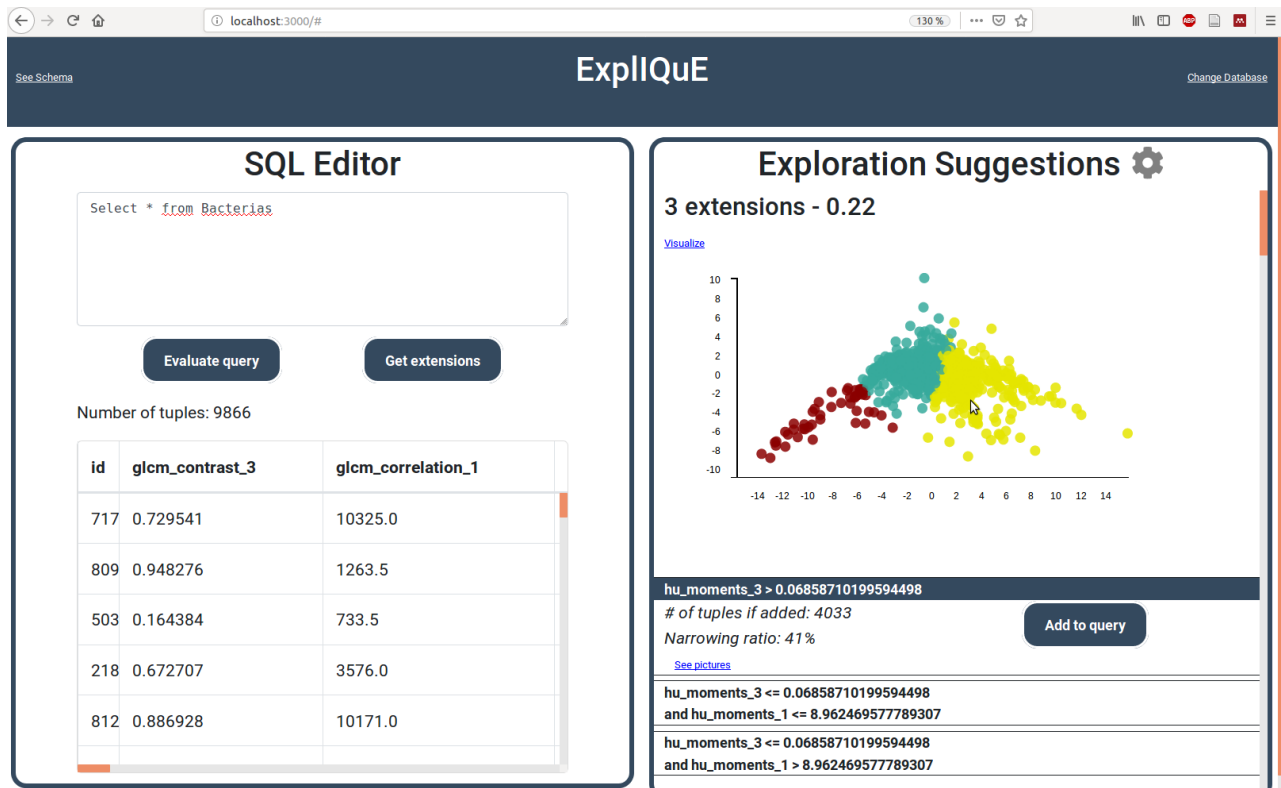 localhost:3000/#
130 %
ABP
See Schema
ExplIQuE
Change Database
SQL Editor
Select * from Bacterias
Evaluate query
Get extensions
Number of tuples: 9866
id glcm_contrast_3 glcm_correlation_1
717 0.729541 10325.0
809 0.948276 1263.5
503 0.164384 733.5
218 0.672707 3576.0
812 0.886928 10171.0
Exploration Suggestions
3 extensions - 0.22
Visualize
10
8
6
4
2
0
-2
-4
-6
-8
-10
-14 -12 -10 -8 -6 -4 -2 0 2 4 6 8 10 12 14
hu_moments_3 > 0.06858710199594498
# of tuples if added: 4033
Narrowing ratio: 41%
Add to query
See pictures
hu_moments_3 <= 0.06858710199594498
and hu_moments_1 <= 8.962469577789307
hu_moments_3 <= 0.06858710199594498
and hu_moments_1 > 8.962469577789307